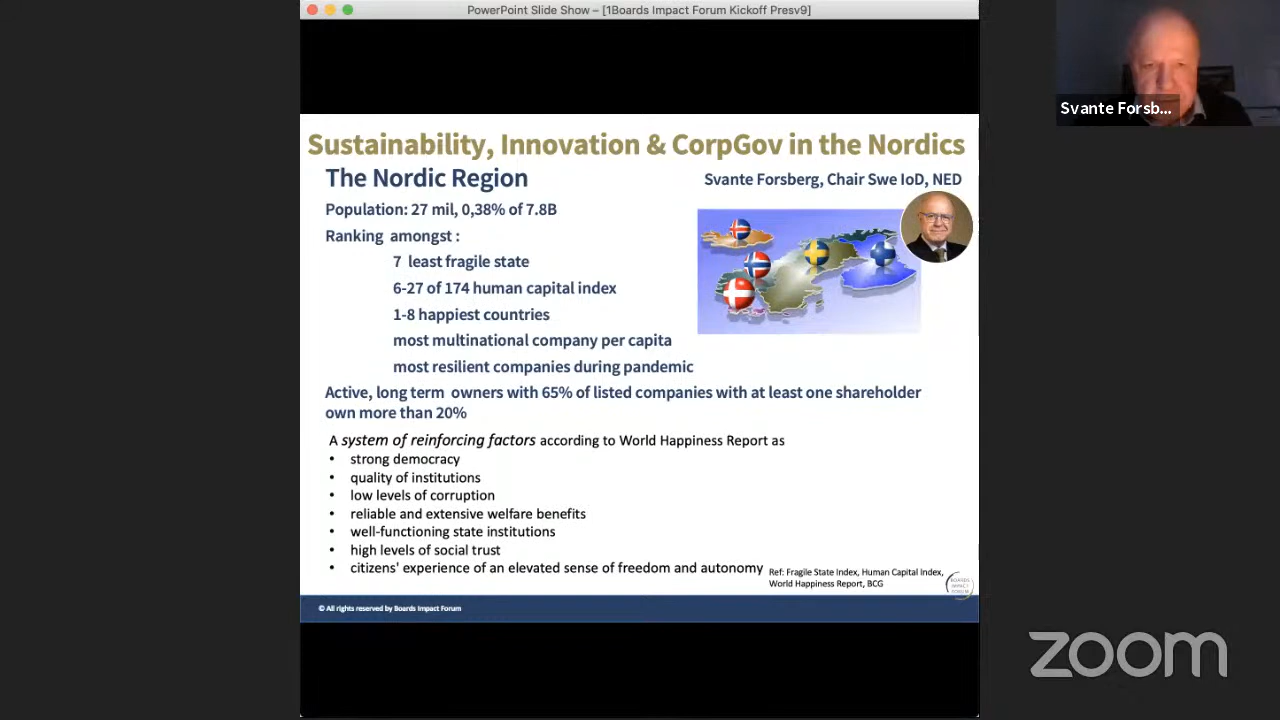 PowerPoint Slide Show – [1Boards Impact Forum Kickoff Presv9]
Svante Forsb...
Sustainability, Innovation & CorpGov in the Nordics
The Nordic Region
Svante Forsberg, Chair Swe IoD, NED
Population: 27 mil, 0,38% of 7.8B
Ranking amongst :
7 least fragile state
6-27 of 174 human capital index
1-8 happiest countries
most multinational company per capita
most resilient companies during pandemic
Active, long term owners with 65% of listed companies with at least one shareholder
own more than 20%
A system of reinforcing factors according to World Happiness Report as
• strong democracy
• quality of institutions
• low levels of corruption
• reliable and extensive welfare benefits
• well-functioning state institutions
• high levels of social trust
• citizens' experience of an elevated sense of freedom and autonomy
Ref: Fragile State Index, Human Capital Index,
World Happiness Report, BCG
BOARDS
IMPACT
FORUM
© All rights reserved by Boards Impact Forum
zoom